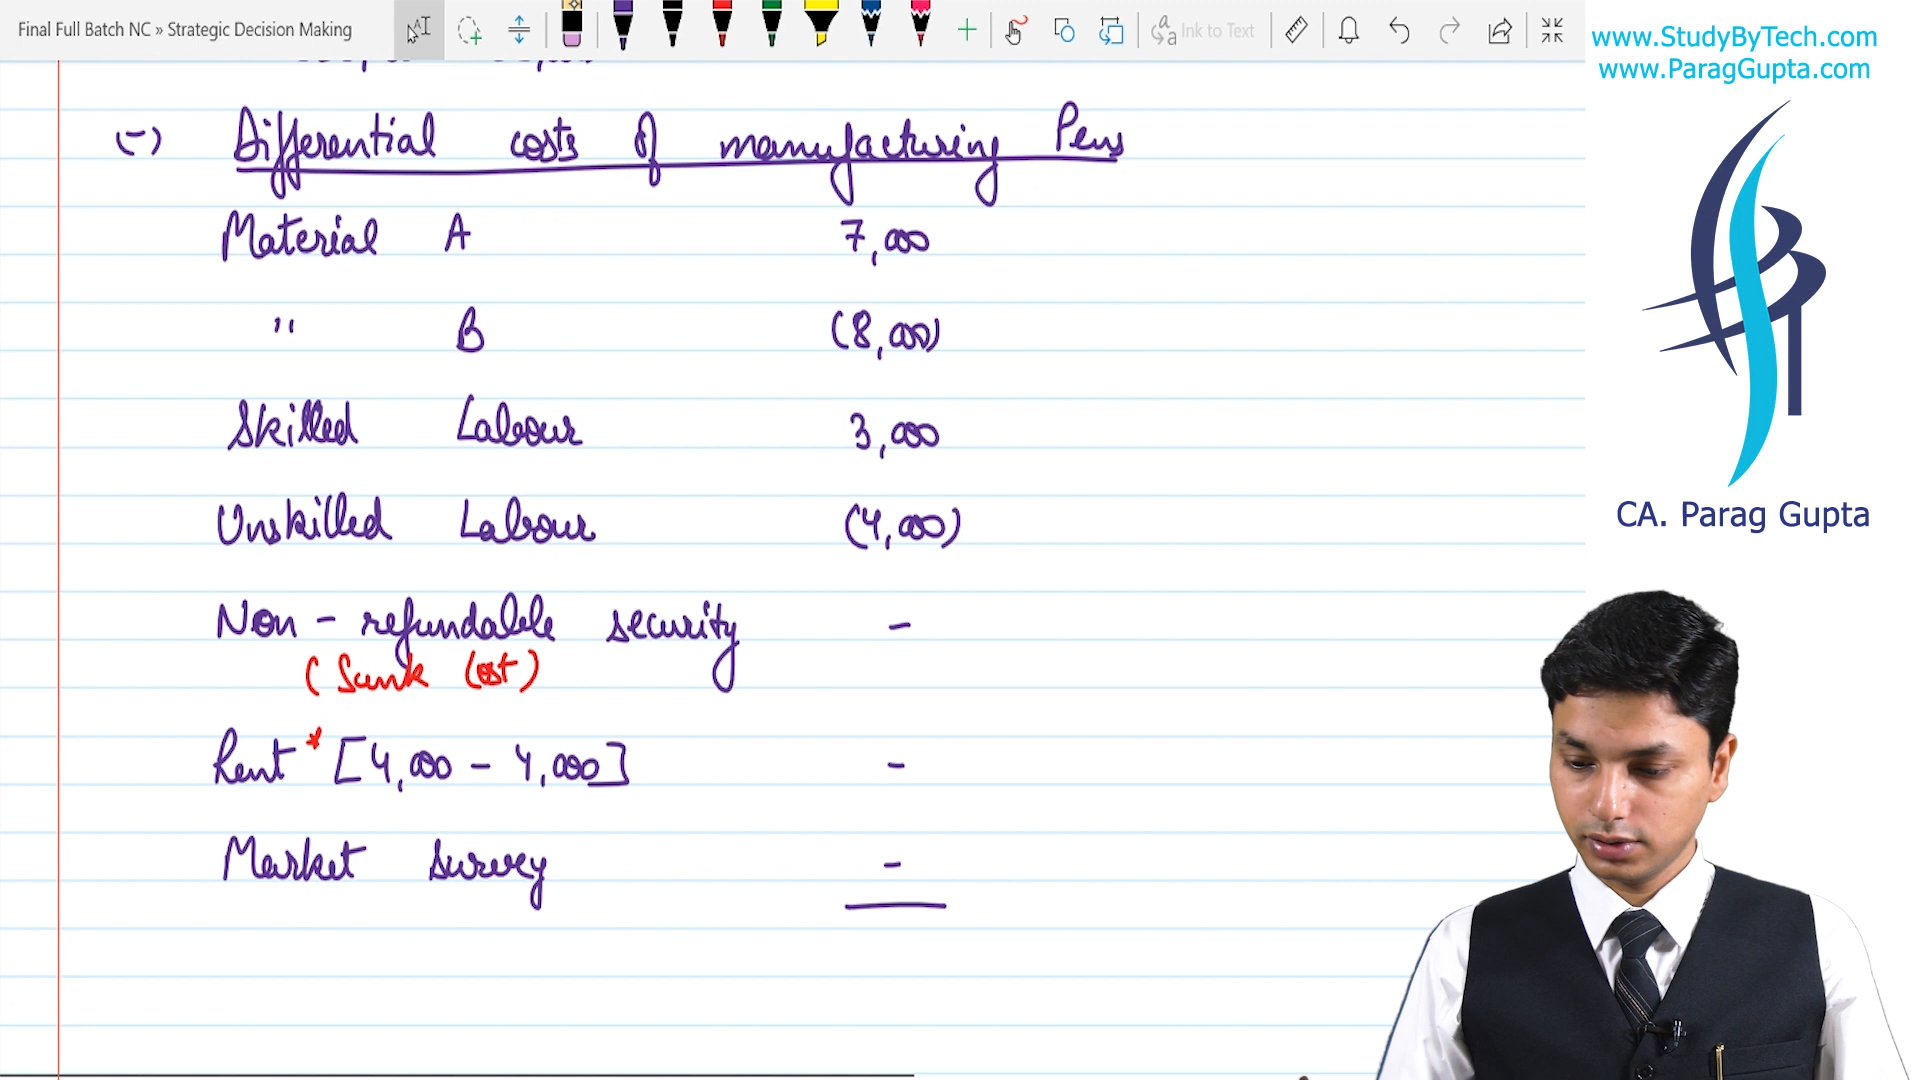 Final Full Batch NC » Strategic Decision Making
Ink to Text
www.StudyByTech.com
www.ParagGupta.com
(-) Differential costs of manufacturing Pens
Material A 7,000
" B (8,000)
Skilled Labour 3,000
Unskilled Labour (4,000)
Non - refundable security -
(Sunk Cost)
Rent * [4,000 - 4,000] -
Market survey -
CA. Parag Gupta